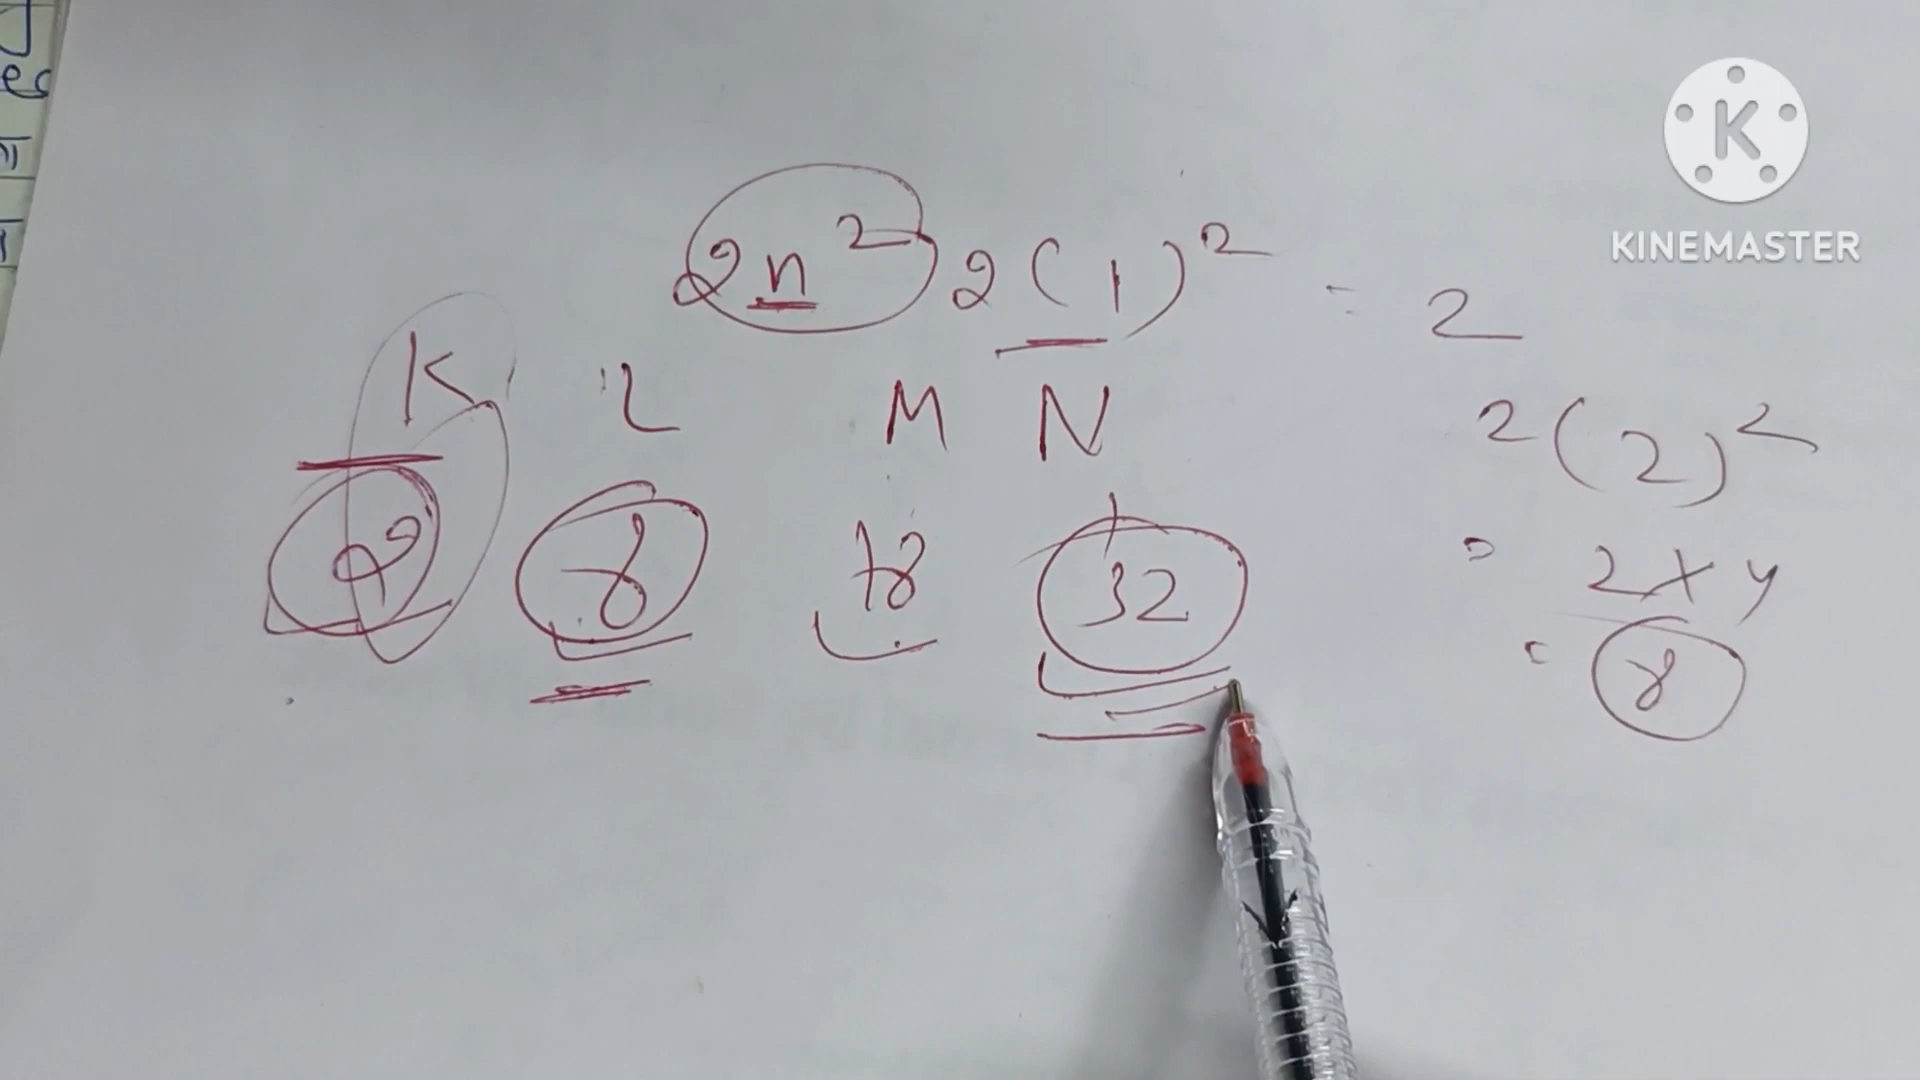 KINEMASTER
2n² 2(1)² = 2
K L M N
2 8 18 32
2(2)²
= 2×4
= 8